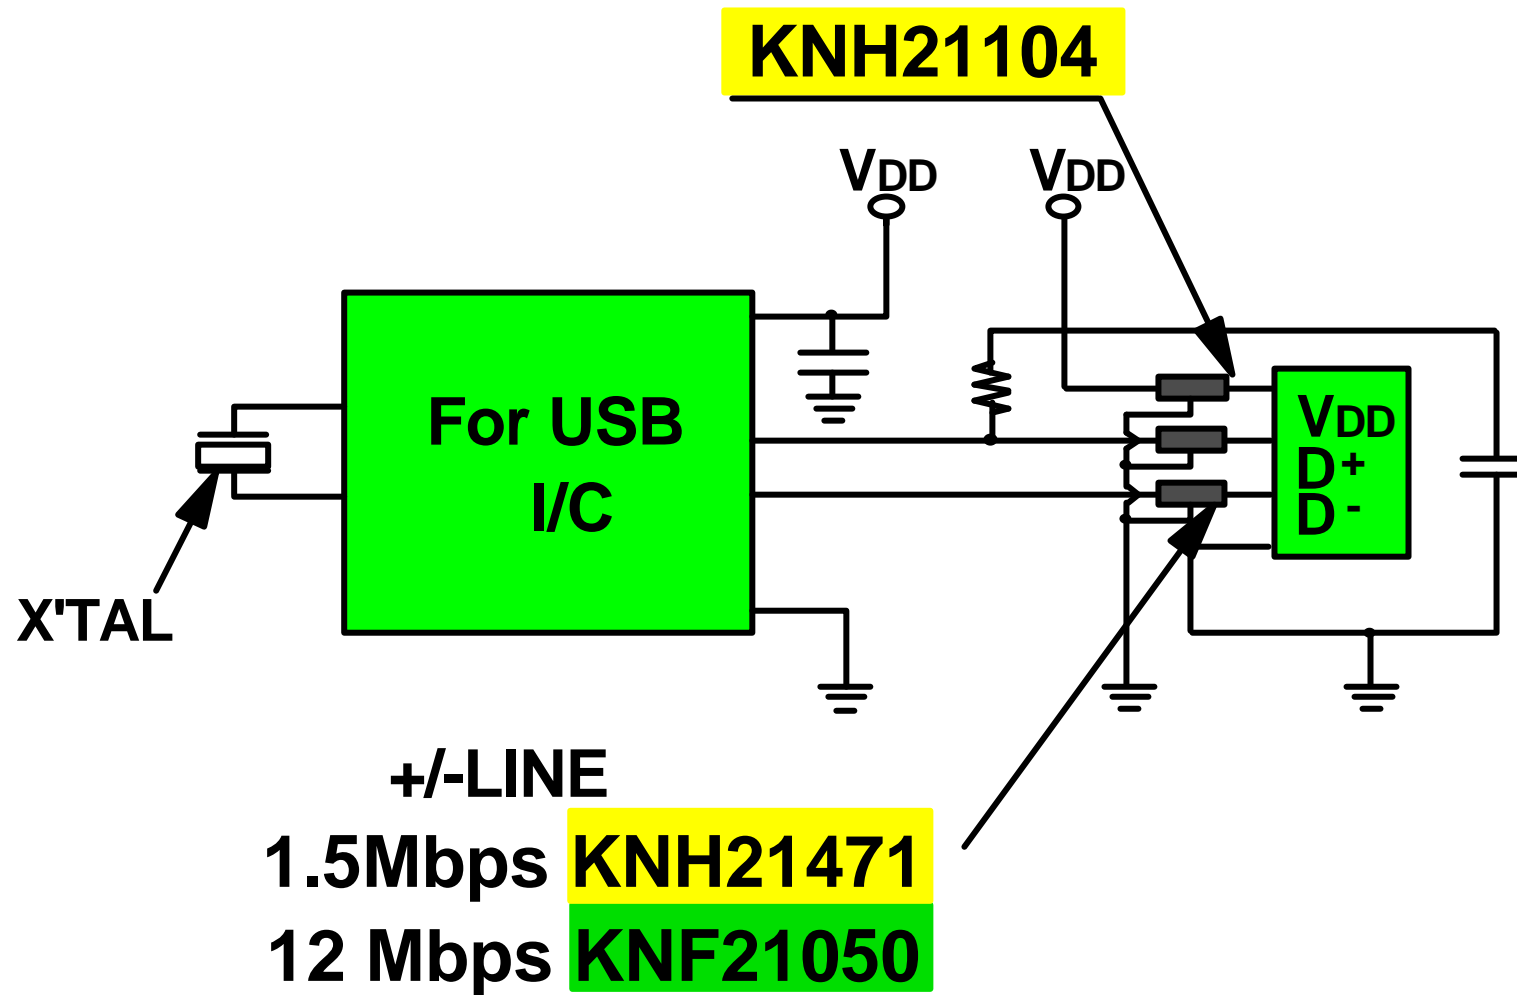 KNH21104
VDD VDD
For USB
I/C
VDD
D+
D-
X'TAL
+/-LINE
1.5Mbps KNH21471
12 Mbps KNF21050